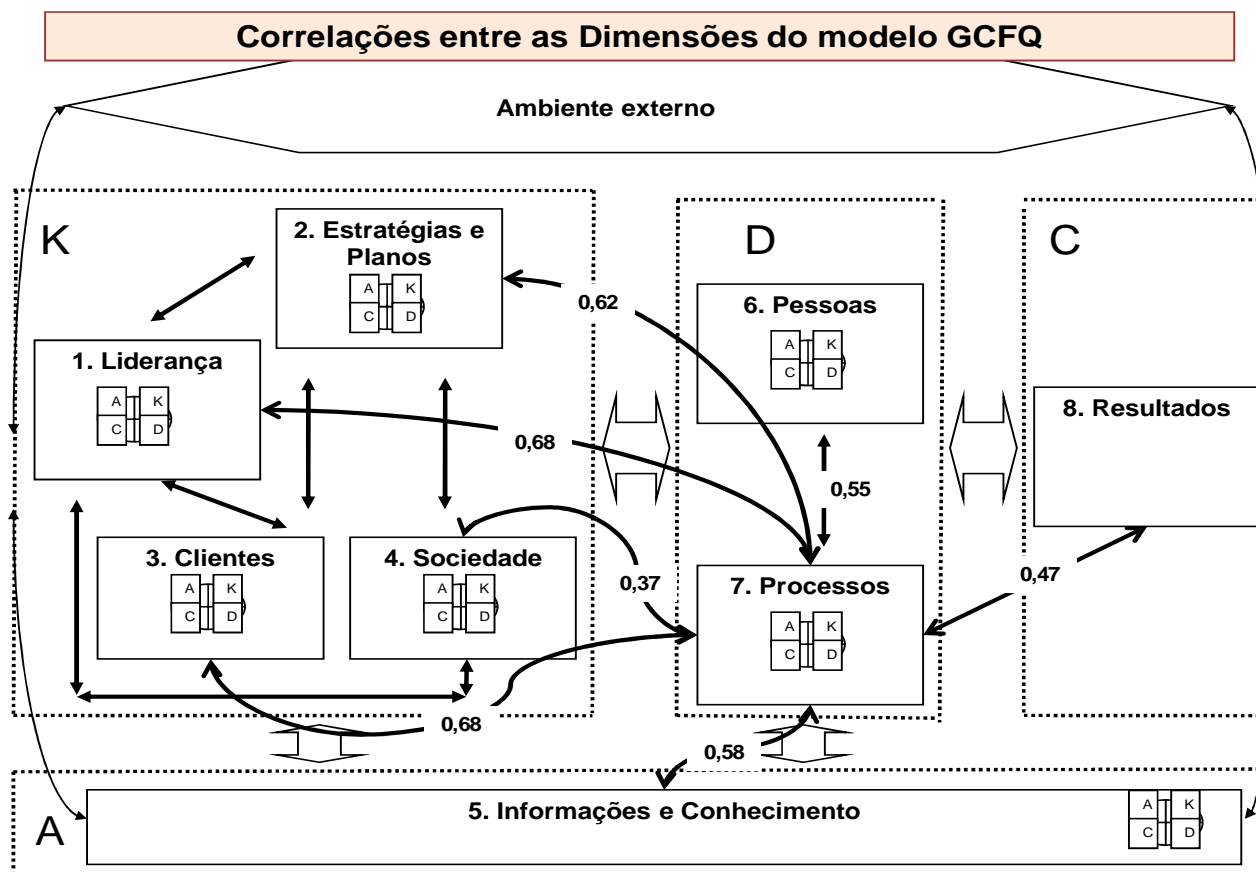 Correlações entre as Dimensões do modelo GCFQ
Ambiente externo
K
2. Estratégias e
Planos
A K
C D
1. Liderança
A K
C D
3. Clientes
A K
C D
4. Sociedade
A K
C D
D
6. Pessoas
A K
C D
7. Processos
A K
C D
C
8. Resultados
0,62
0,68
0,55
0,37
0,47
0,68
0,58
A
5. Informações e Conhecimento
A K
C D